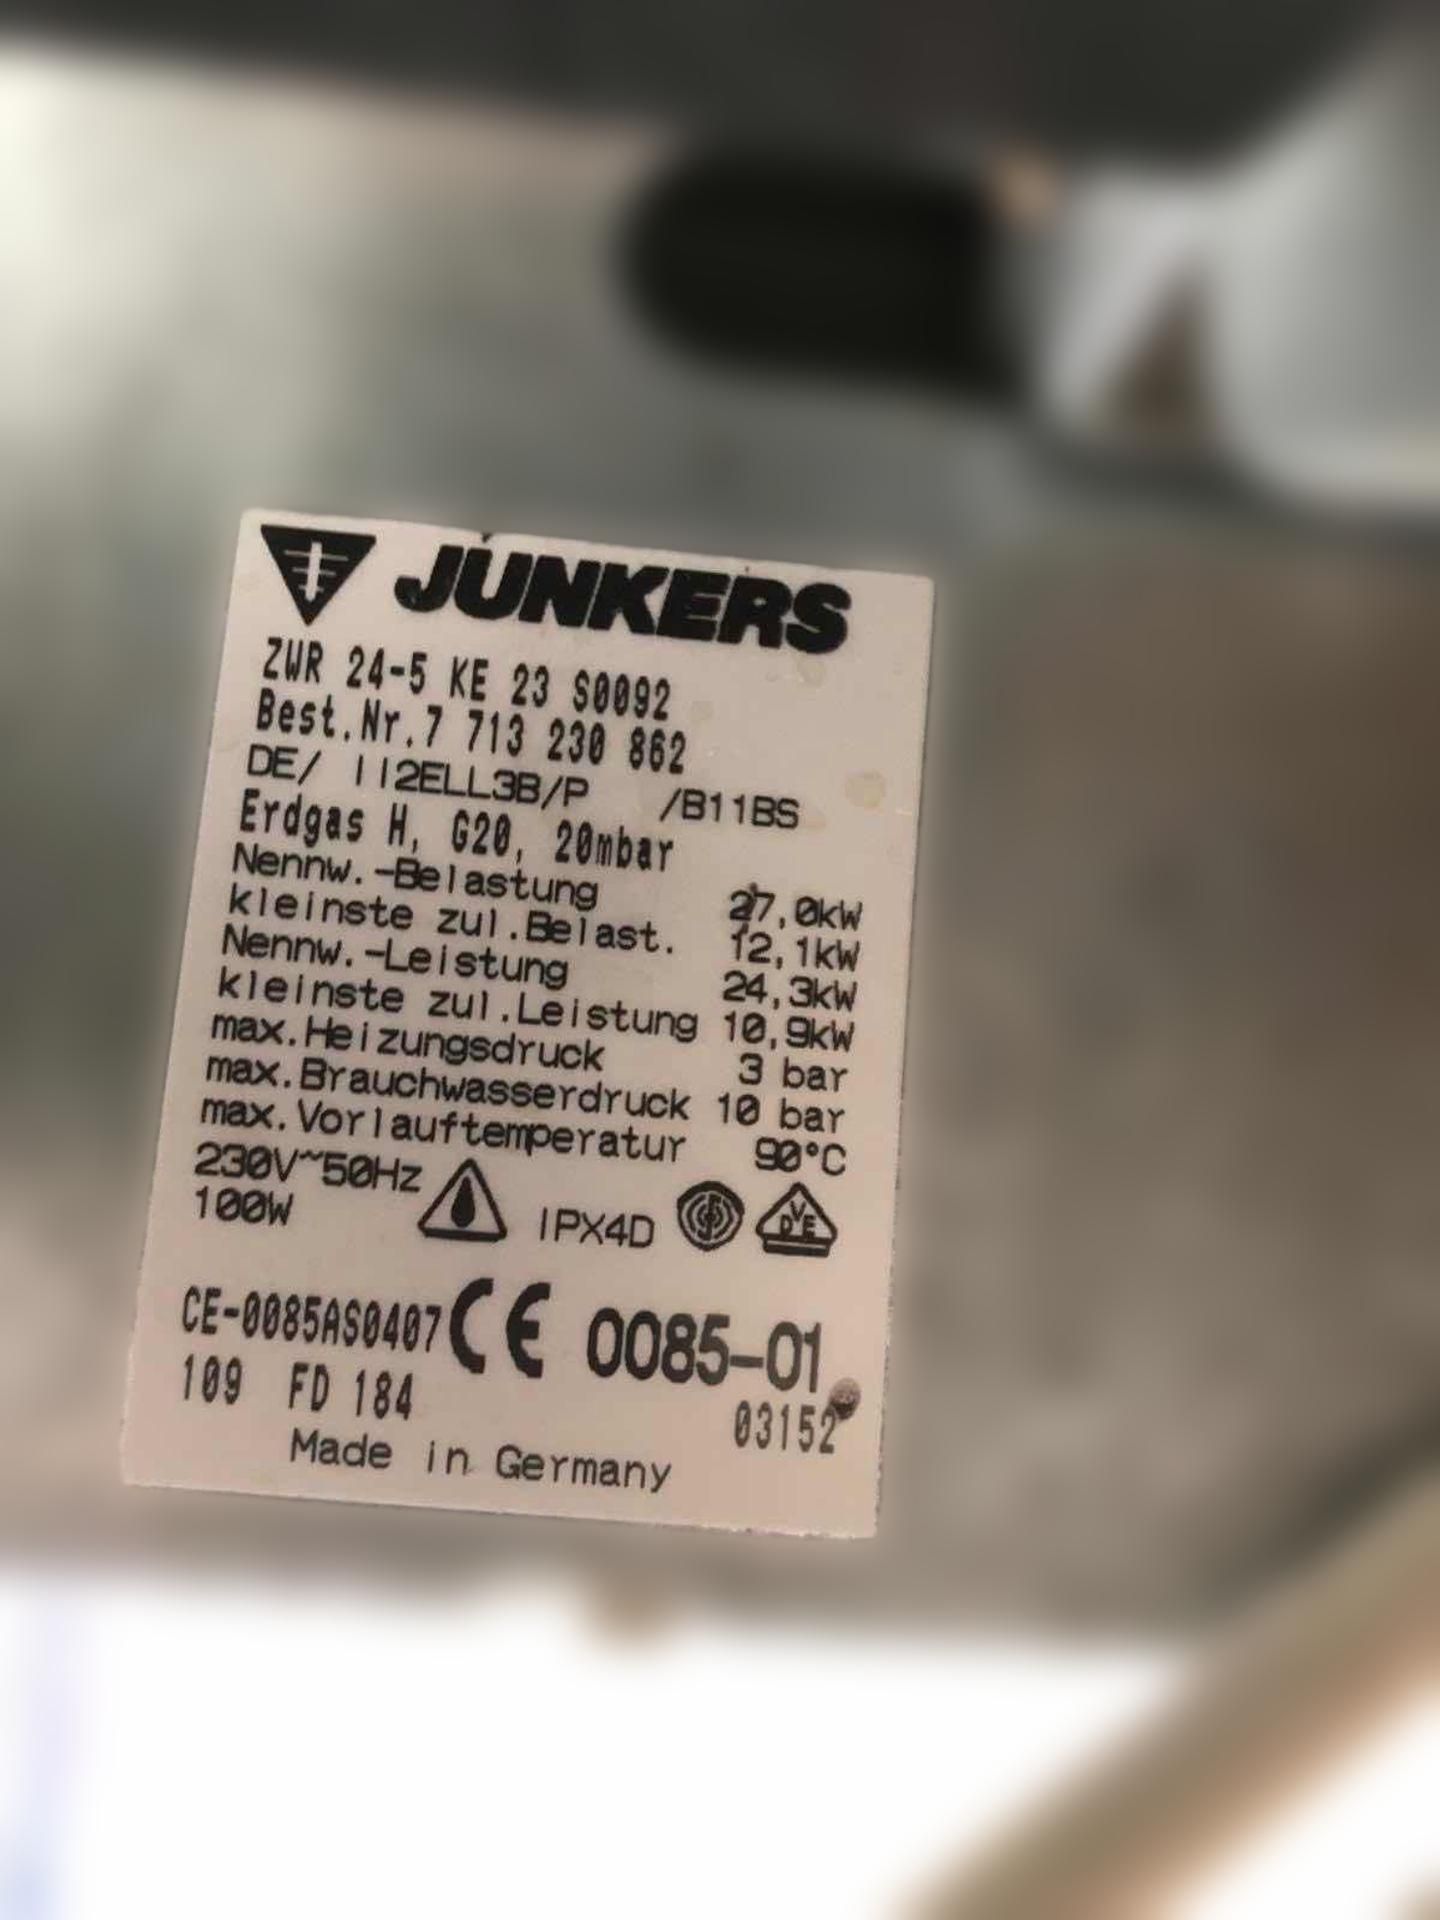 JUNKERS
ZWR 24-5 KE 23 S0092
Best.Nr.7 713 230 862
DE/ II2ELL3B/P /B11BS
Erdgas H, G20, 20mbar
Nennw.-Belastung 27,0kW
kleinste zul.Belast. 12,1kW
Nennw.-Leistung 24,3kW
kleinste zul.Leistung 10,9kW
max.Heizungsdruck 3 bar
max.Brauchwasserdruck 10 bar
max.Vorlauftemperatur 90°C
230V~50Hz
100W IPX4D DVE
CE-0085AS0407 CE 0085-01
109 FD 184 03152
Made in Germany